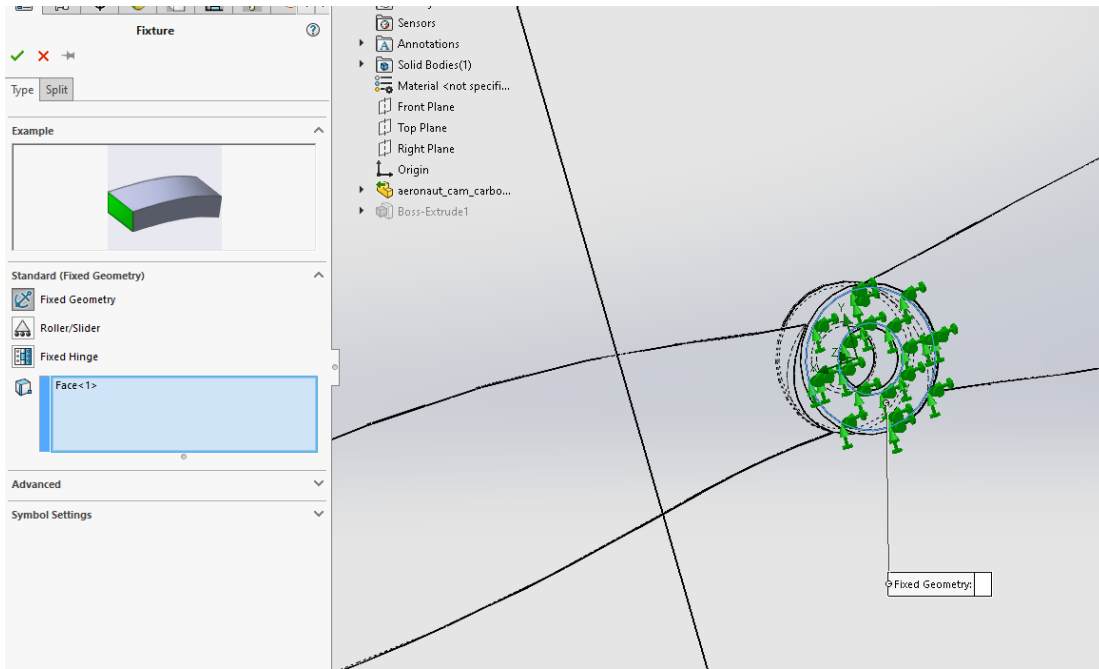 Fixture
Type
Split
Example
Standard (Fixed Geometry)
Fixed Geometry
Roller/Slider
Fixed Hinge
Face<1>
Advanced
Symbol Settings
Sensors
Annotations
Solid Bodies(1)
Material <not specifi...
Front Plane
Top Plane
Right Plane
Origin
aeronaut_cam_carbo...
Boss-Extrude1
Y
Z
X
Fixed Geometry: